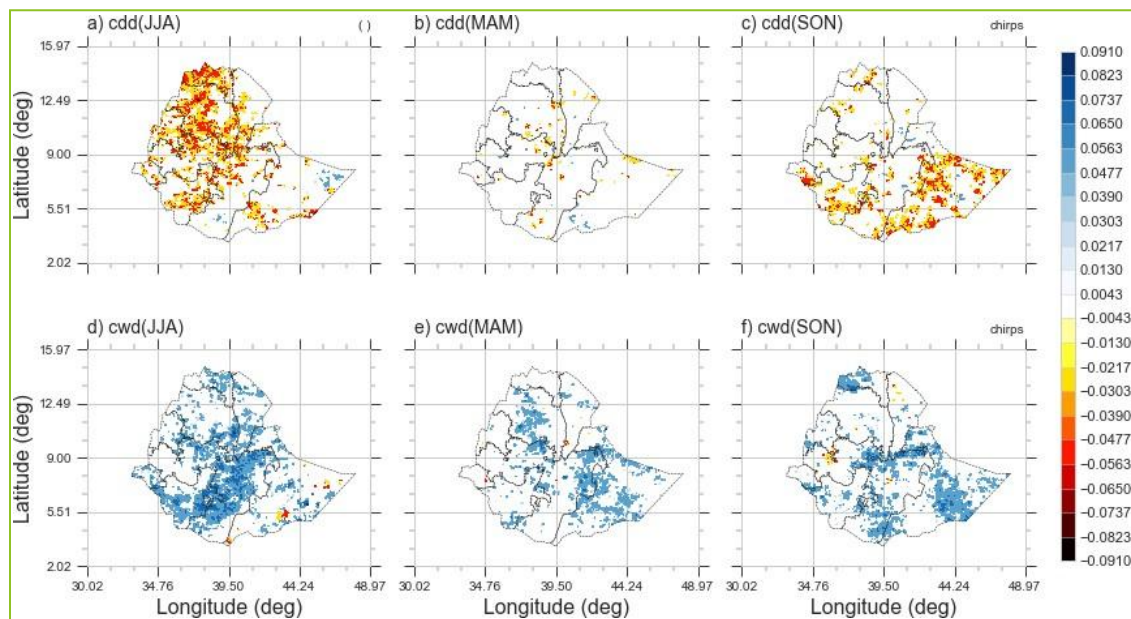 a) cdd(JJA) ( )
b) cdd(MAM)
c) cdd(SON) chirps
15.97
12.49
9.00
5.51
2.02
Latitude (deg)
d) cwd(JJA)
e) cwd(MAM)
f) cwd(SON) chirps
15.97
12.49
9.00
5.51
2.02
Latitude (deg)
30.02 34.76 39.50 44.24 48.97
30.02 34.76 39.50 44.24 48.97
30.02 34.76 39.50 44.24 48.97
Longitude (deg)
Longitude (deg)
Longitude (deg)
0.0910
0.0823
0.0737
0.0650
0.0563
0.0477
0.0390
0.0303
0.0217
0.0130
0.0043
−0.0043
−0.0130
−0.0217
−0.0303
−0.0390
−0.0477
−0.0563
−0.0650
−0.0737
−0.0823
−0.0910